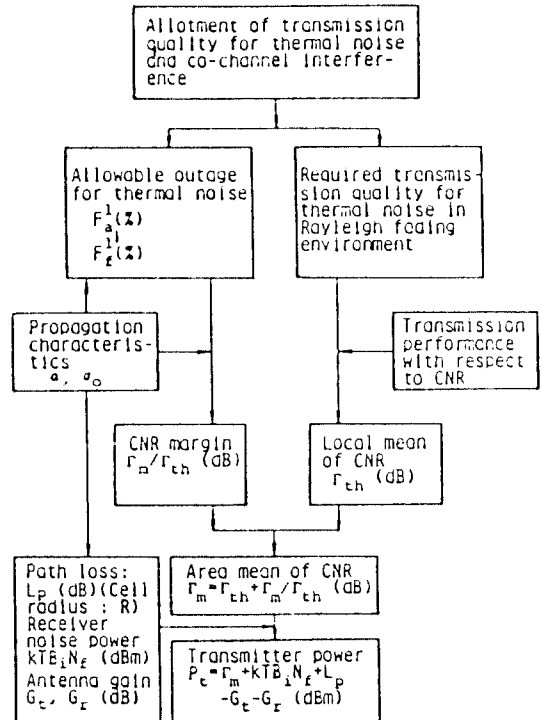 Allotment of transmission
quality for thermal noise
and co-channel interfer-
ence
Allowable outage
for thermal noise
F_a^1(%)
F_f^1(%)
Required transmis-
sion quality for
thermal noise in
Rayleigh fading
environment
Propagation
characteris-
tics
α, σ_o
Transmission
performance
with respect
to CNR
CNR margin
Γ_m/Γ_th (dB)
Local mean
of CNR
Γ_th (dB)
Path loss:
L_p (dB)(Cell
radius : R)
Receiver
noise power
kTB_iN_f (dBm)
Antenna gain
G_t, G_r (dB)
Area mean of CNR
Γ_m=Γ_th+Γ_m/Γ_th (dB)
Transmitter power
P_t=Γ_m+kTB_iN_f+L_p
-G_t-G_r (dBm)